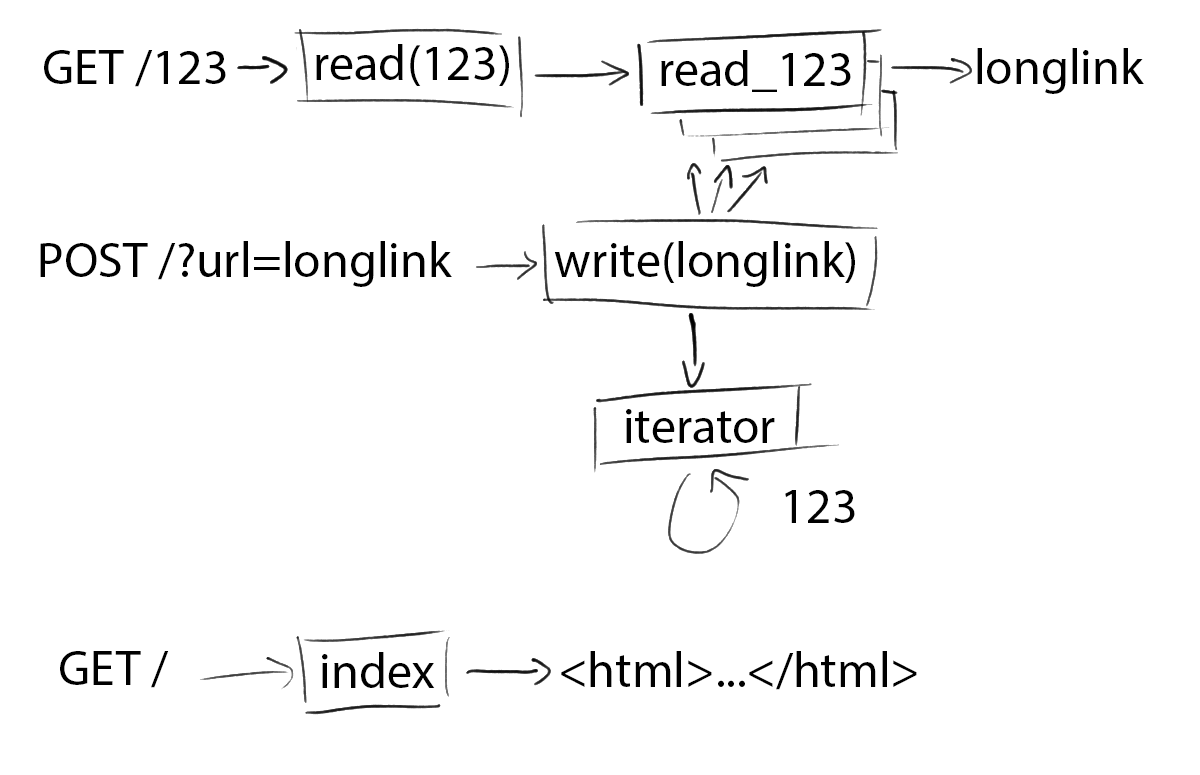 GET /123 read(123) read_123 longlink
POST /?url=longlink write(longlink)
iterator
123
GET / index <html>...</html>